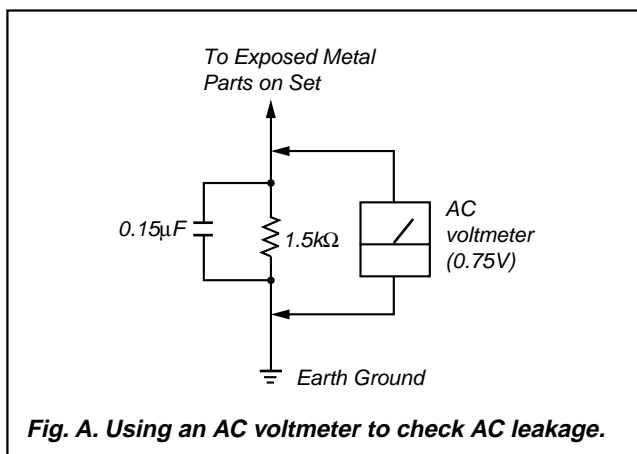 To Exposed Metal
Parts on Set
0.15μF
1.5kΩ
AC
voltmeter
(0.75V)
Earth Ground
Fig. A. Using an AC voltmeter to check AC leakage.